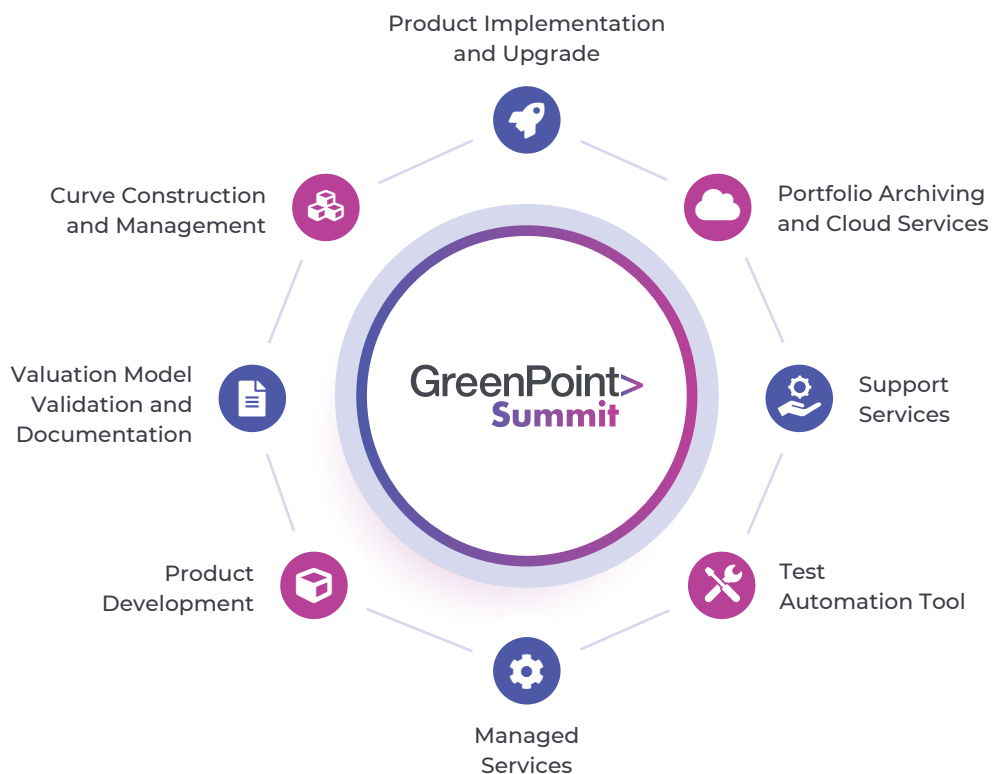 Product Implementation
and Upgrade
Portfolio Archiving
and Cloud Services
Support
Services
Test
Automation Tool
Managed
Services
Product
Development
Valuation Model
Validation and
Documentation
Curve Construction
and Management
GreenPoint>
Summit